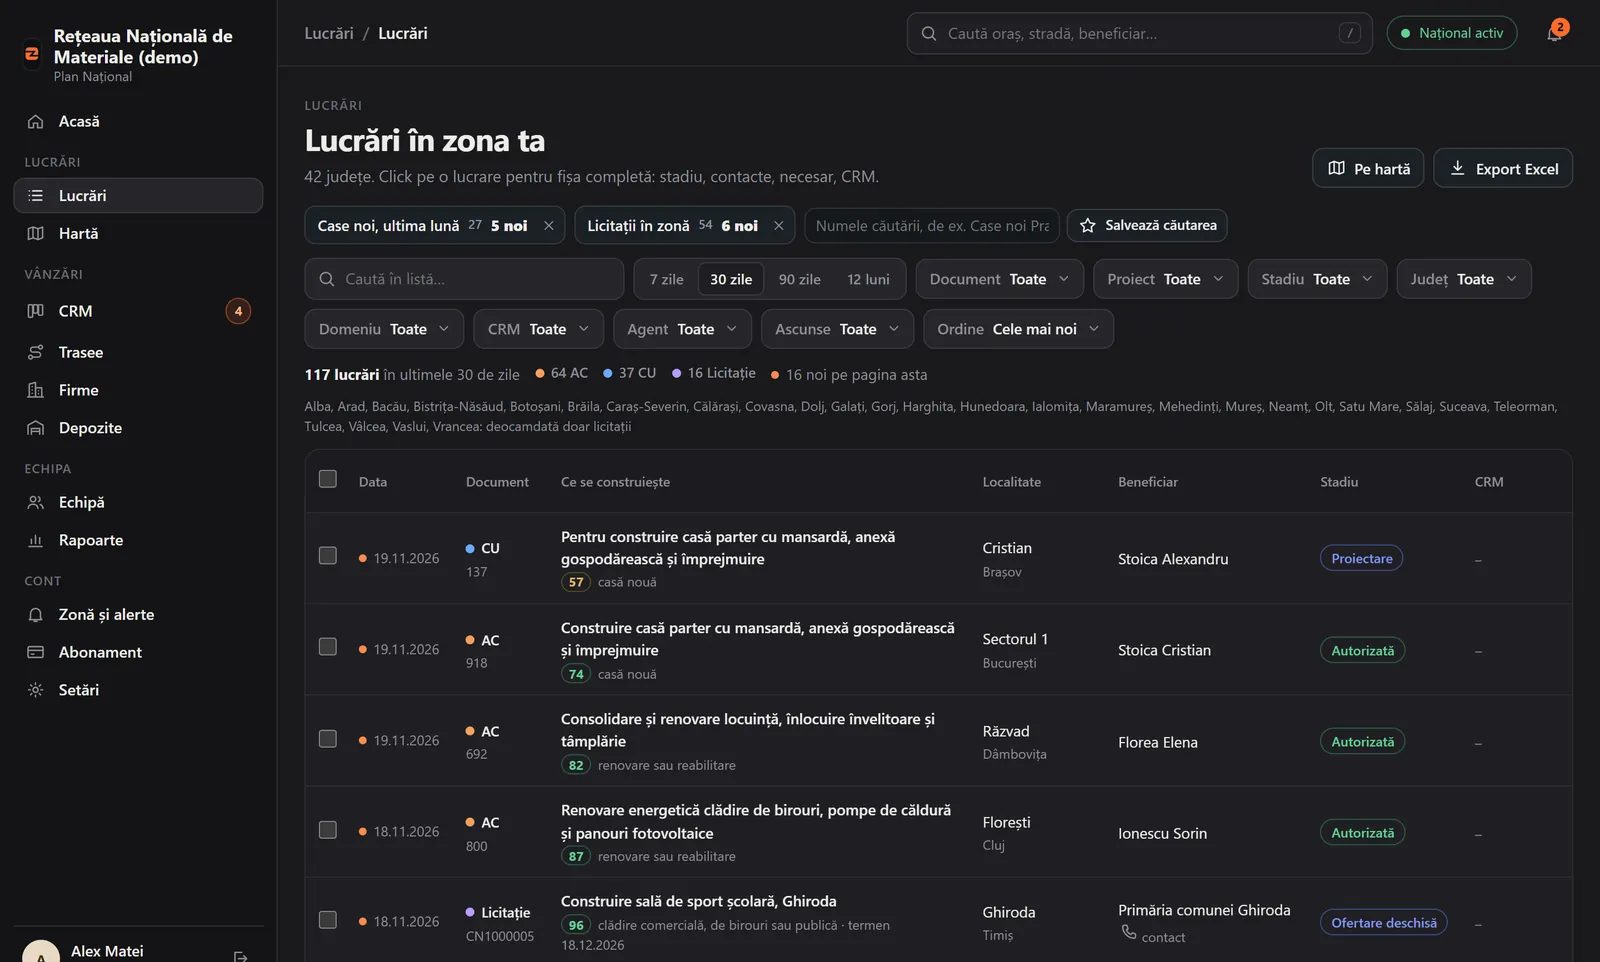 Rețeaua Națională de
Materiale (demo)
Plan Național
Acasă
LUCRĂRI
Lucrări
Hartă
VÂNZĂRI
CRM
4
Trasee
Firme
Depozite
ECHIPA
Echipă
Rapoarte
CONT
Zonă și alerte
Abonament
Setări
A
Alex Matei
Lucrări / Lucrări
Caută oraș, stradă, beneficiar...
/
Național activ
2
LUCRĂRI
Lucrări în zona ta
42 județe. Click pe o lucrare pentru fișa completă: stadiu, contacte, necesar, CRM.
Pe hartă
Export Excel
Case noi, ultima lună 27 5 noi
Licitații în zonă 54 6 noi
Numele căutării, de ex. Case noi Pra
Salvează căutarea
Caută în listă...
7 zile 30 zile 90 zile 12 luni
Document Toate
Proiect Toate
Stadiu Toate
Județ Toate
Domeniu Toate
CRM Toate
Agent Toate
Ascunse Toate
Ordine Cele mai noi
117 lucrări în ultimele 30 de zile 64 AC 37 CU 16 Licitație 16 noi pe pagina asta
Alba, Arad, Bacău, Bistrița-Năsăud, Botoșani, Brăila, Caraș-Severin, Călărași, Covasna, Dolj, Galați, Gorj, Harghita, Hunedoara, Ialomița, Maramureș, Mehedinți, Mureș, Neamț, Olt, Satu Mare, Sălaj, Suceava, Teleorman,
Tulcea, Vâlcea, Vaslui, Vrancea: deocamdată doar licitații
Data Document Ce se construiește Localitate Beneficiar Stadiu CRM
19.11.2026
CU
137
Pentru construire casă parter cu mansardă, anexă
gospodărească și împrejmuire
57 casă nouă
Cristian
Brașov
Stoica Alexandru
Proiectare
–
19.11.2026
AC
918
Construire casă parter cu mansardă, anexă gospodărească
și împrejmuire
74 casă nouă
Sectorul 1
București
Stoica Cristian
Autorizată
–
19.11.2026
AC
692
Consolidare și renovare locuință, înlocuire învelitoare și
tâmplărie
82 renovare sau reabilitare
Răzvad
Dâmbovița
Florea Elena
Autorizată
–
18.11.2026
AC
800
Renovare energetică clădire de birouri, pompe de căldură
și panouri fotovoltaice
87 renovare sau reabilitare
Florești
Cluj
Ionescu Sorin
Autorizată
–
18.11.2026
Licitație
CN1000005
Construire sală de sport școlară, Ghiroda
96 clădire comercială, de birouri sau publică · termen
18.12.2026
Ghiroda
Timiș
Primăria comunei Ghiroda
contact
Ofertare deschisă
–